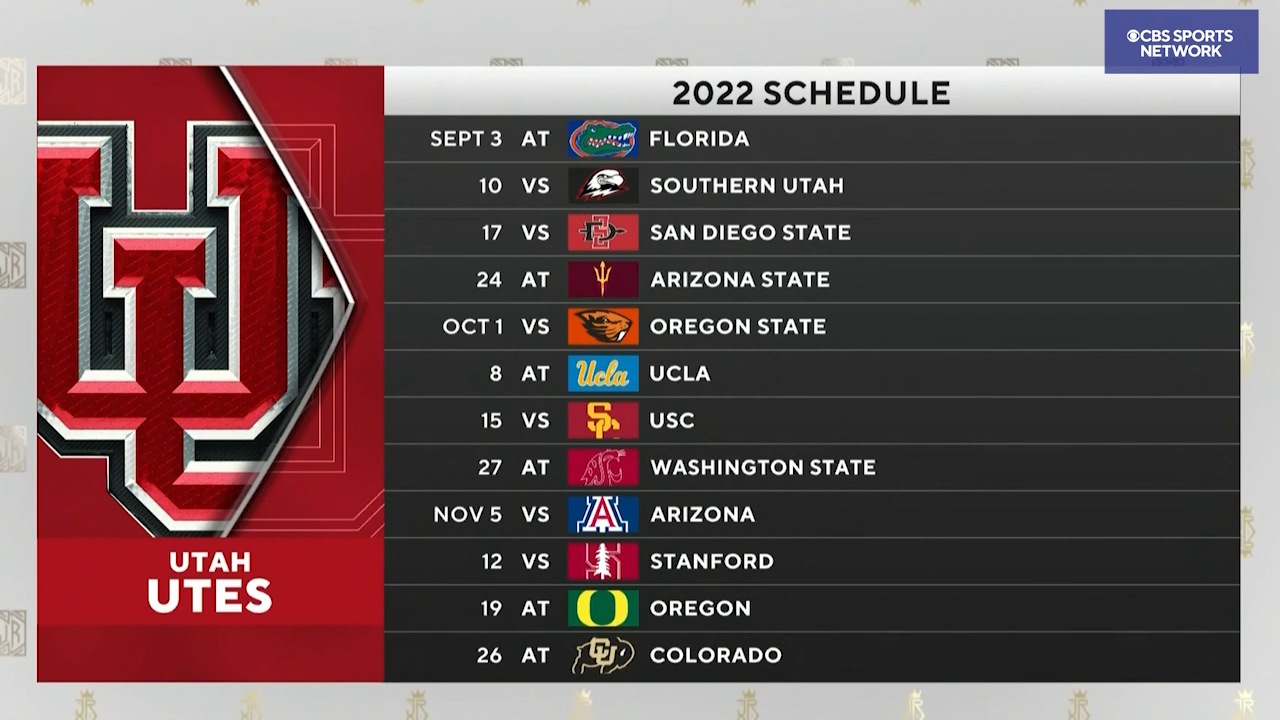 CBS SPORTS
NETWORK
2022 SCHEDULE
SEPT 3 AT FLORIDA
10 VS SOUTHERN UTAH
17 VS SAN DIEGO STATE
24 AT ARIZONA STATE
OCT 1 VS OREGON STATE
8 AT Ucla UCLA
15 VS SC USC
27 AT WASHINGTON STATE
NOV 5 VS A ARIZONA
12 VS S STANFORD
19 AT O OREGON
26 AT CU COLORADO
U
UTAH
UTES